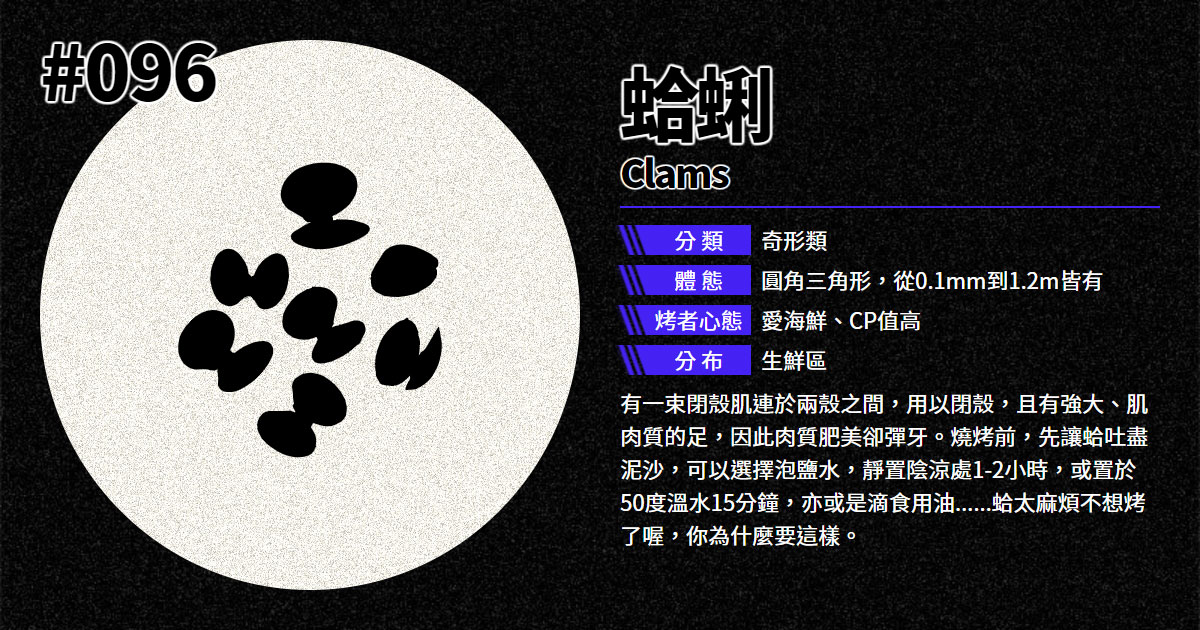 #096
蛤蜊
Clams
分類 奇形類
體態 圓角三角形，從0.1mm到1.2m皆有
烤者心態 愛海鮮、CP值高
分布 生鮮區
有一束閉殼肌連於兩殼之間，用以閉殼，且有強大、肌
肉質的足，因此肉質肥美卻彈牙。燒烤前，先讓蛤吐盡
泥沙，可以選擇泡鹽水，靜置陰涼處1-2小時，或置於
50度溫水15分鐘，亦或是滴食用油......蛤太麻煩不想烤
了喔，你為什麼要這樣。